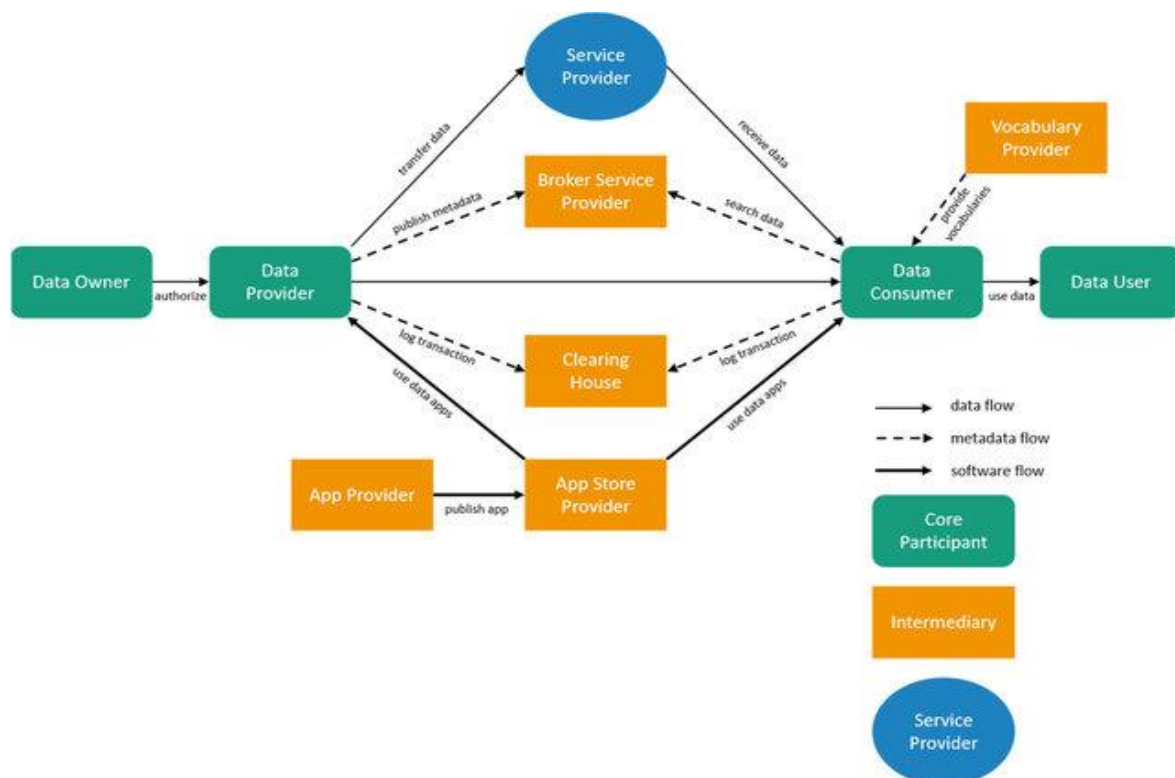 Service
Provider
Vocabulary
Provider
transfer data
receive data
Broker Service
Provider
publish metadata
search data
provide
vocabularies
Data Owner
authorize
Data
Provider
Data
Consumer
use data
Data User
log transaction
Clearing
House
log transaction
use data apps
use data apps
data flow
metadata flow
software flow
App Provider
publish app
App Store
Provider
Core
Participant
Intermediary
Service
Provider